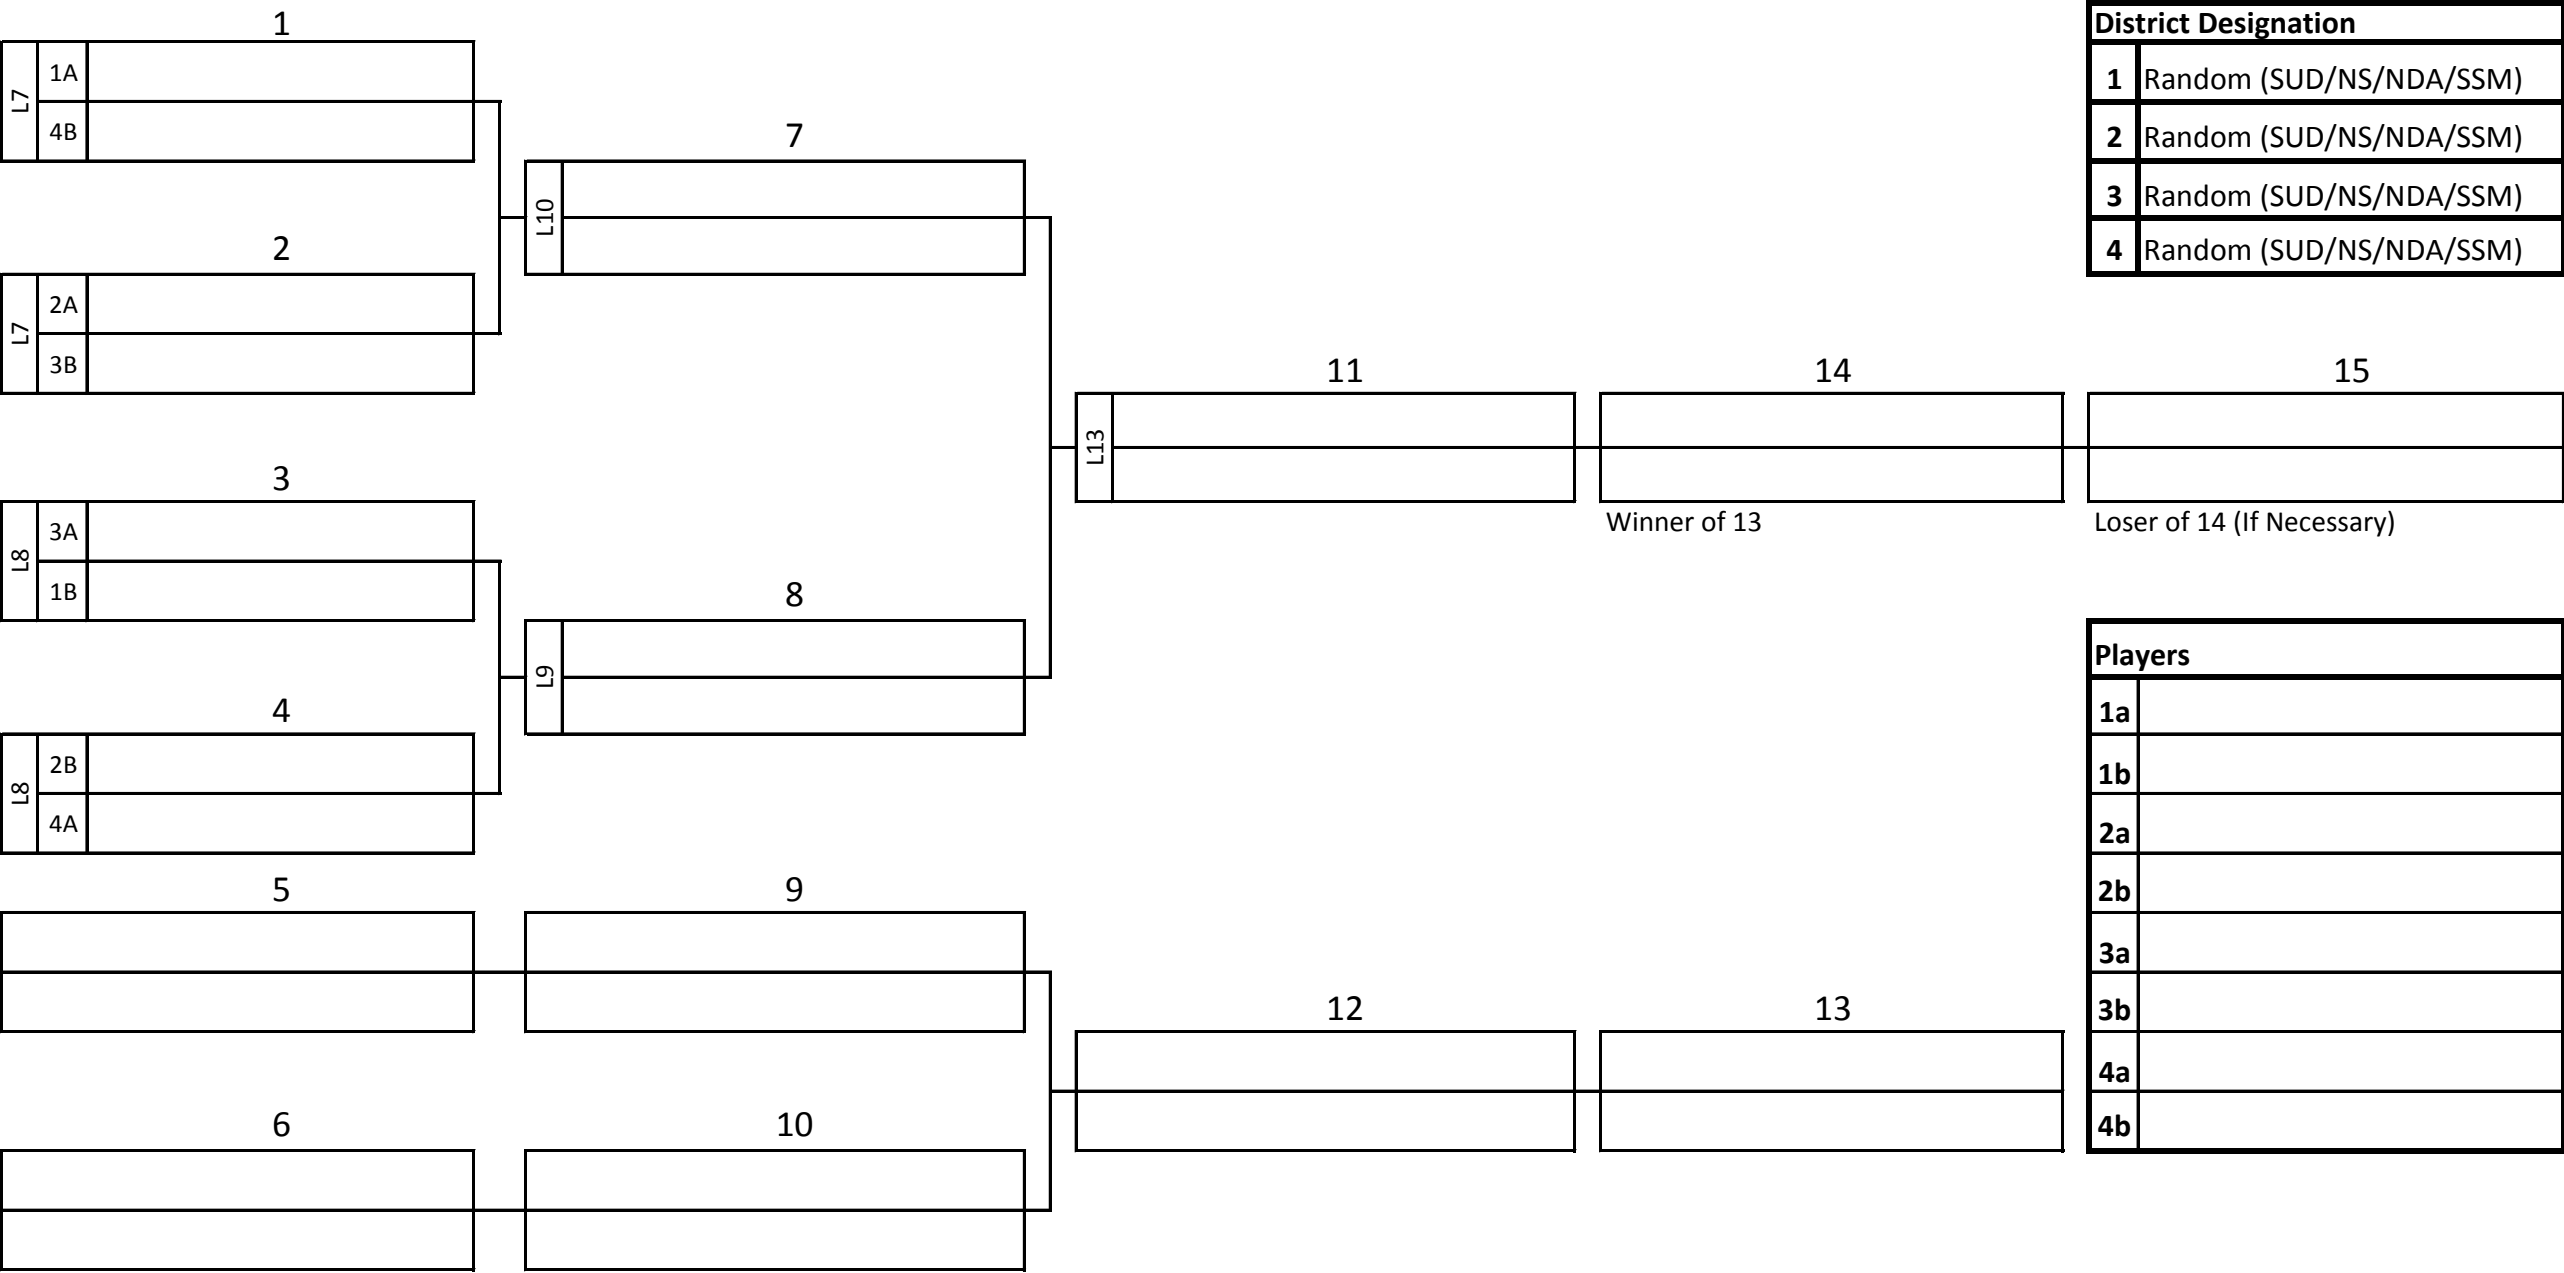 1
L7
1A
4B
2
L7
2A
3B
3
L8
3A
1B
4
L8
2B
4A
7
L10
8
L9
11
L13
14
Winner of 13
15
Loser of 14 (If Necessary)
5
6
9
10
12
13
District Designation
1 Random (SUD/NS/NDA/SSM)
2 Random (SUD/NS/NDA/SSM)
3 Random (SUD/NS/NDA/SSM)
4 Random (SUD/NS/NDA/SSM)
Players
1a
1b
2a
2b
3a
3b
4a
4b